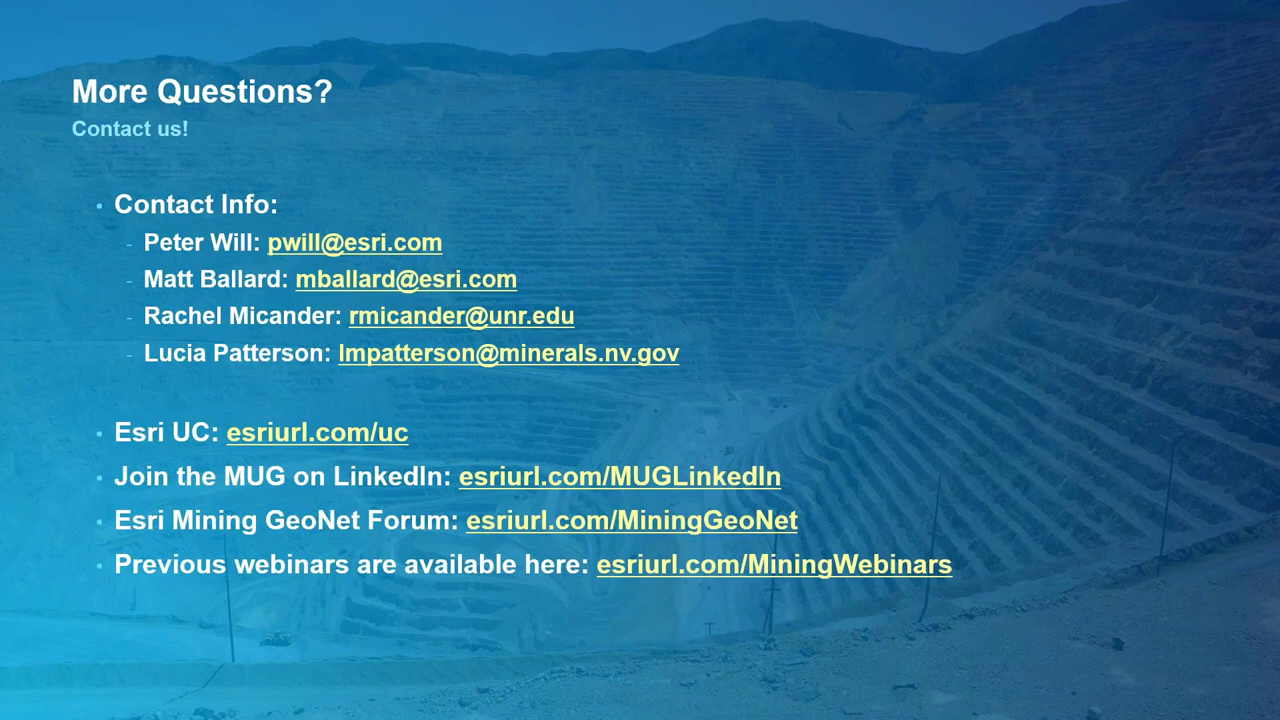 More Questions?
Contact us!
• Contact Info:
- Peter Will: pwill@esri.com
- Matt Ballard: mballard@esri.com
- Rachel Micander: rmicander@unr.edu
- Lucia Patterson: lmpatterson@minerals.nv.gov
• Esri UC: esriurl.com/uc
• Join the MUG on LinkedIn: esriurl.com/MUGLinkedIn
• Esri Mining GeoNet Forum: esriurl.com/MiningGeoNet
• Previous webinars are available here: esriurl.com/MiningWebinars